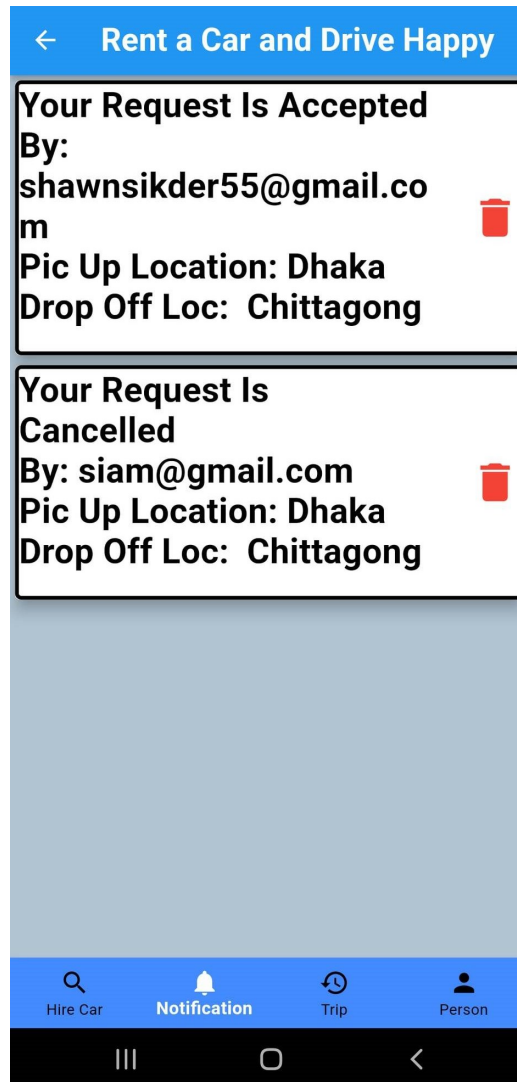 Rent a Car and Drive Happy
Your Request Is Accepted
By:
shawnsikder55@gmail.co
m
Pic Up Location: Dhaka
Drop Off Loc:  Chittagong
Your Request Is
Cancelled
By: siam@gmail.com
Pic Up Location: Dhaka
Drop Off Loc:  Chittagong
Hire Car
Notification
Trip
Person